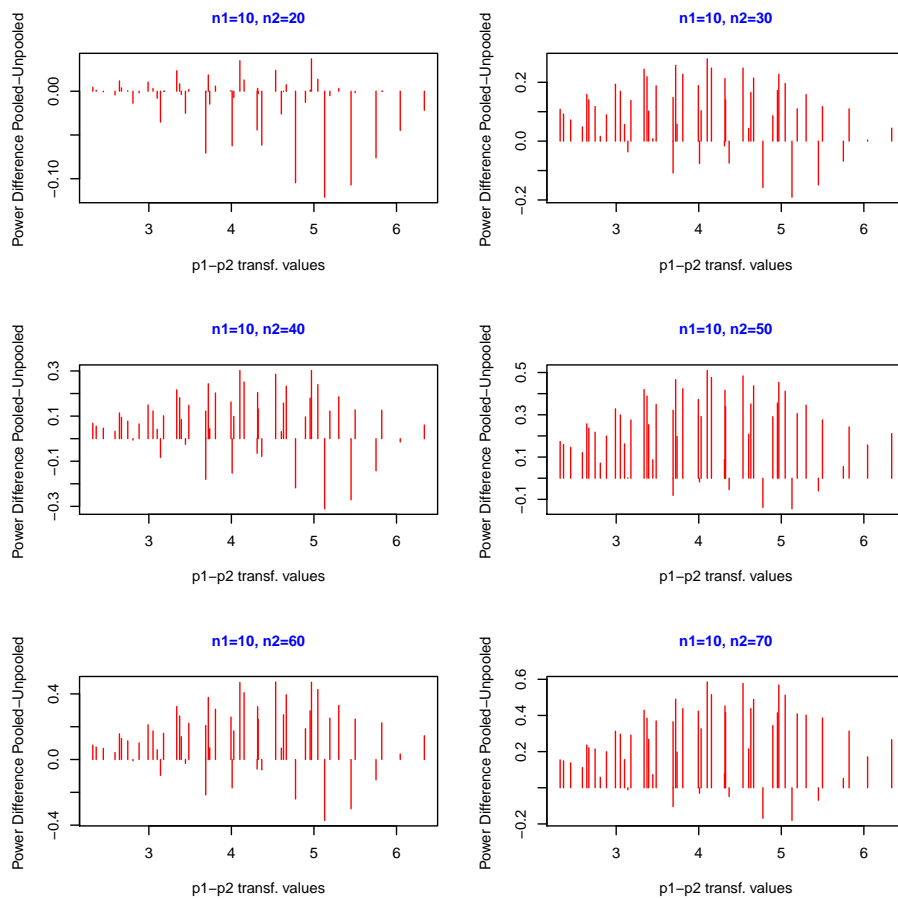 n1=10, n2=20
Power Difference Pooled−Unpooled
0.00
−0.10
3 4 5 6
p1−p2 transf. values
n1=10, n2=30
Power Difference Pooled−Unpooled
0.2
0.0
−0.2
3 4 5 6
p1−p2 transf. values
n1=10, n2=40
Power Difference Pooled−Unpooled
0.3
0.1
−0.1
−0.3
3 4 5 6
p1−p2 transf. values
n1=10, n2=50
Power Difference Pooled−Unpooled
0.5
0.3
0.1
−0.1
3 4 5 6
p1−p2 transf. values
n1=10, n2=60
Power Difference Pooled−Unpooled
0.4
0.0
−0.4
3 4 5 6
p1−p2 transf. values
n1=10, n2=70
Power Difference Pooled−Unpooled
0.6
0.4
0.2
−0.2
3 4 5 6
p1−p2 transf. values